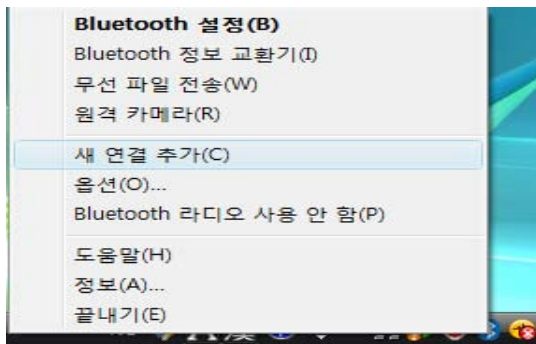 Bluetooth 설정(B)
Bluetooth 정보 교환기(I)
무선 파일 전송(W)
원격 카메라(R)
새 연결 추가(C)
옵션(O)...
Bluetooth 라디오 사용 안 함(P)
도움말(H)
정보(A)...
끝내기(E)